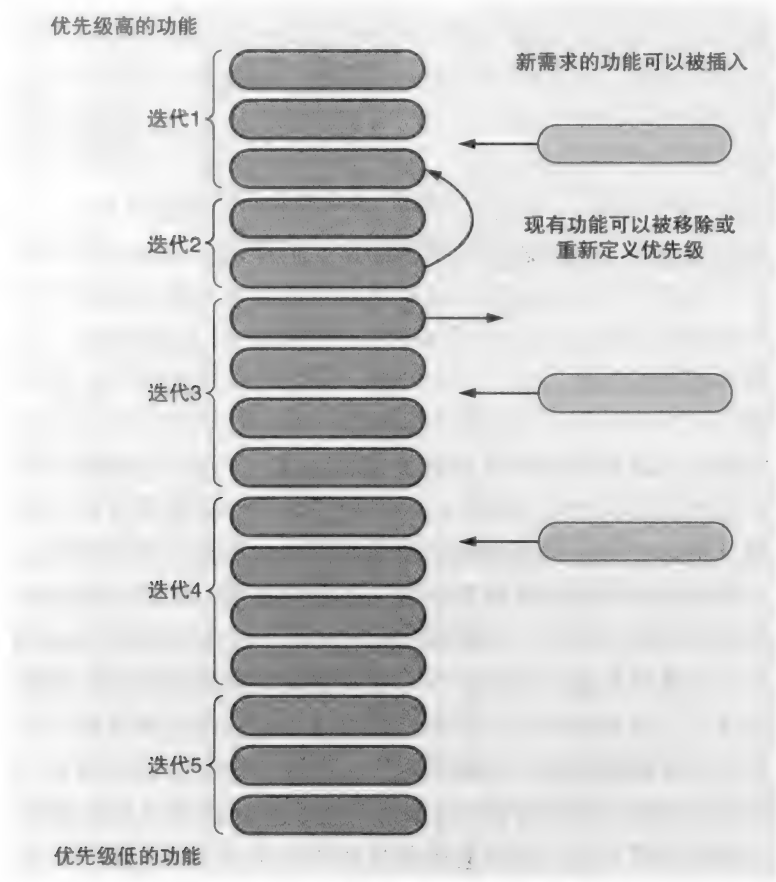 优先级高的功能
新需求的功能可以被插入
迭代1
迭代2
现有功能可以被移除或
重新定义优先级
迭代3
迭代4
迭代5
优先级低的功能